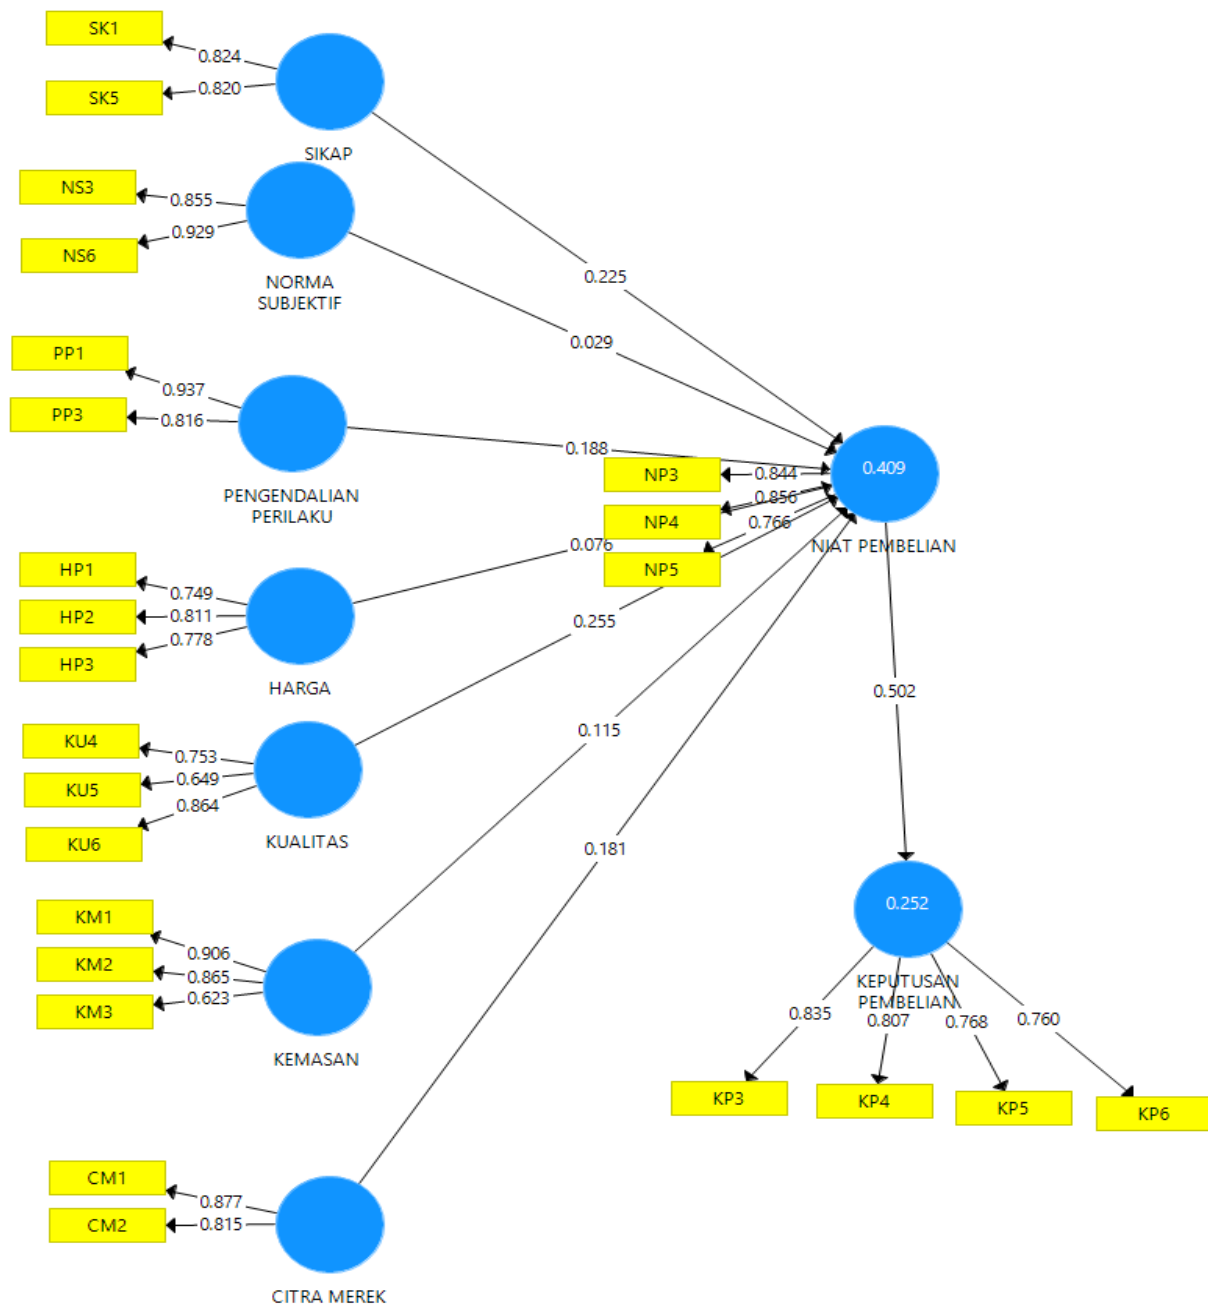 SK1
0.824
SK5
0.820
SIKAP
NS3
0.855
NS6
0.929
NORMA
SUBJEKTIF
0.225
0.029
PP1
0.937
PP3
0.816
PENGENDALIAN
PERILAKU
0.188
NP3
0.844
NP4
0.856
NP5
0.766
0.409
NIAT PEMBELIAN
HP1
0.749
HP2
0.811
HP3
0.778
HARGA
0.076
0.255
KU4
0.753
KU5
0.649
KU6
0.864
KUALITAS
0.115
0.502
KM1
0.906
KM2
0.865
KM3
0.623
KEMASAN
0.181
0.252
KEPUTUSAN
PEMBELIAN
0.835
0.807
0.768
0.760
KP3
KP4
KP5
KP6
CM1
0.877
CM2
0.815
CITRA MEREK